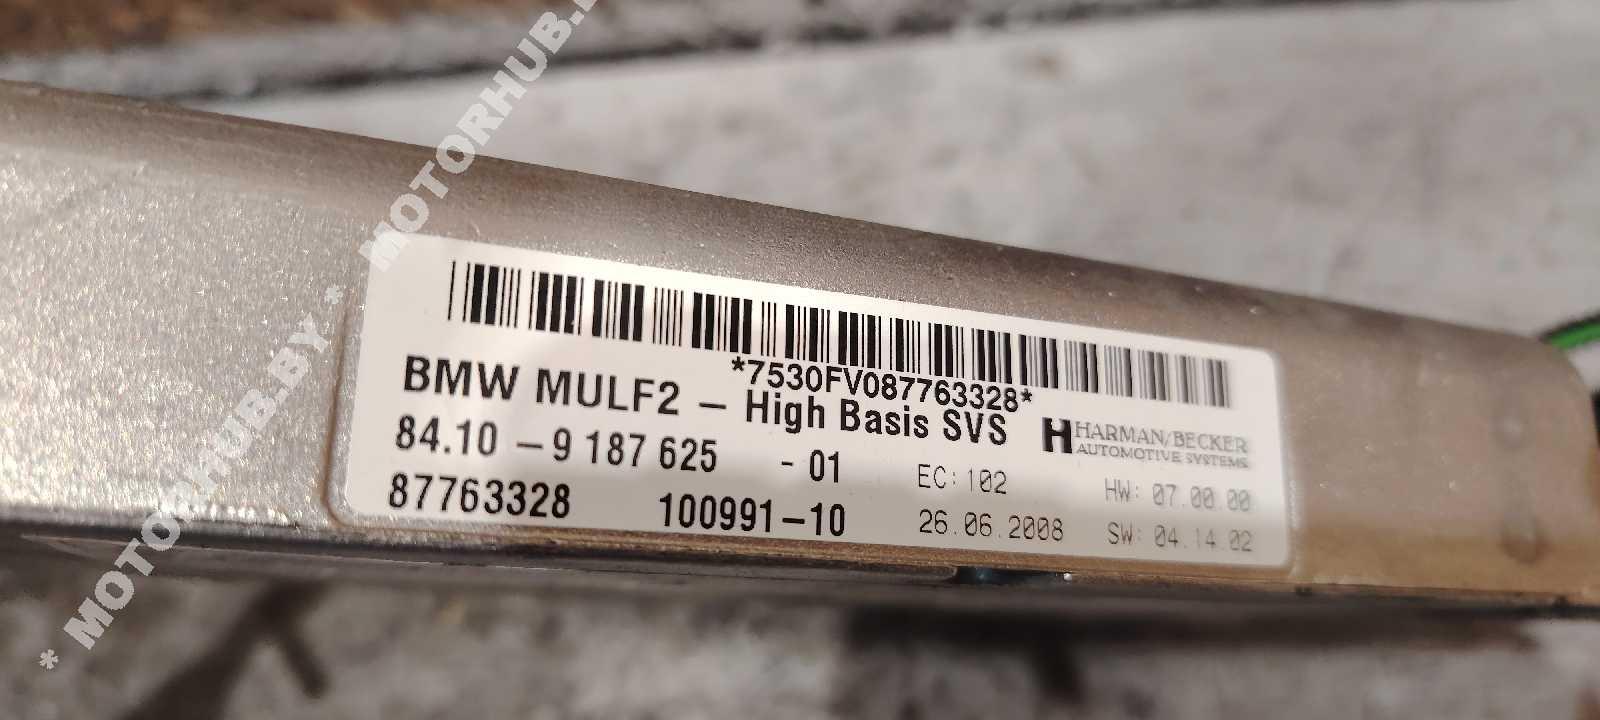 *7530FV087763328*
BMW MULF2 – High Basis SVS
84.10 – 9 187 625 - 01
87763328 100991–10
EC: 102
26.06.2008
HARMAN/BECKER
AUTOMOTIVE SYSTEMS
HW: 07.00.00
SW: 04.14.02
* MOTORHUB.BY * MOTORHUB.